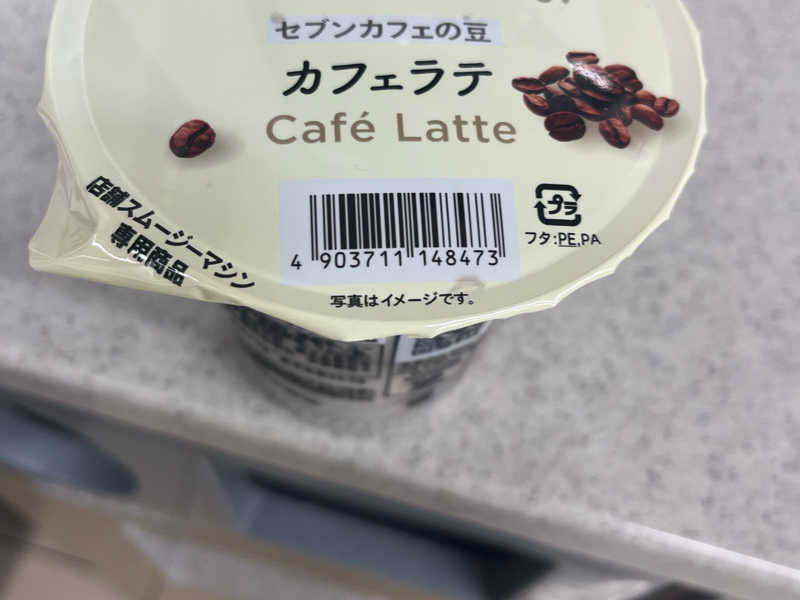 セブンカフェの豆
カフェラテ
Café Latte
店舗スムージーマシン
専用商品
4 903711 148473
プラ
フタ:PE,PA
写真はイメージです。